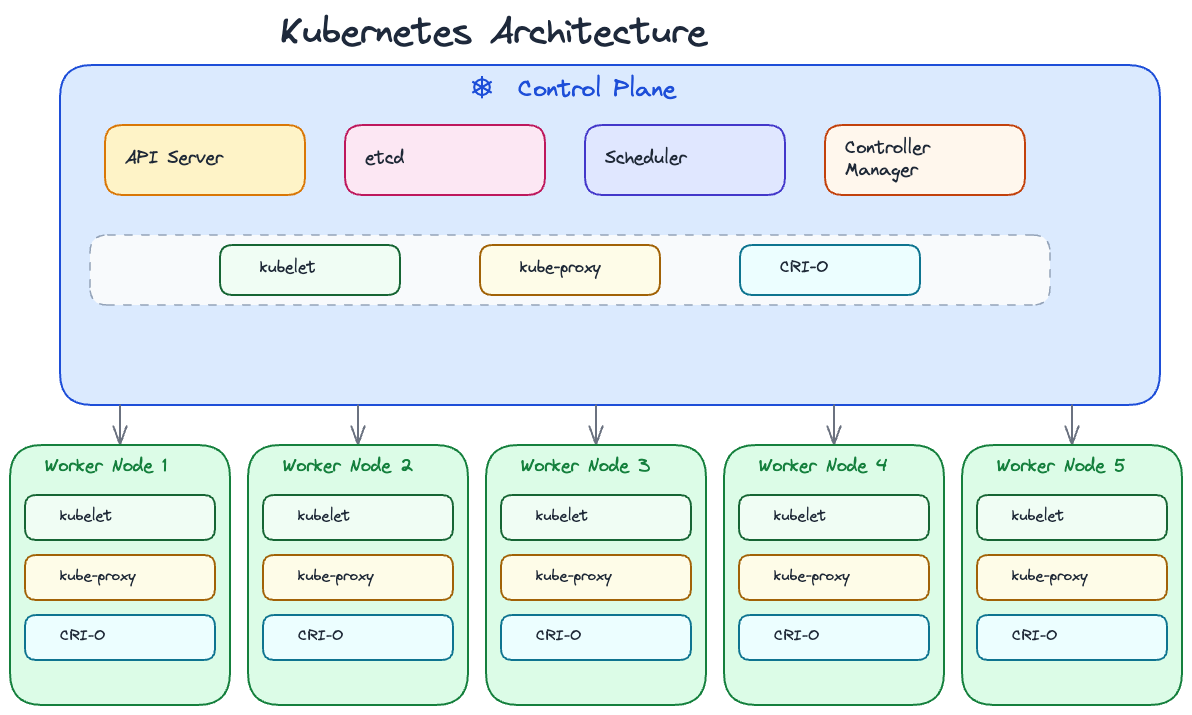 Kubernetes Architecture
Control Plane
API Server
etcd
Scheduler
Controller
Manager
kubelet
kube-proxy
CRI-O
Worker Node 1
kubelet
kube-proxy
CRI-O
Worker Node 2
kubelet
kube-proxy
CRI-O
Worker Node 3
kubelet
kube-proxy
CRI-O
Worker Node 4
kubelet
kube-proxy
CRI-O
Worker Node 5
kubelet
kube-proxy
CRI-O